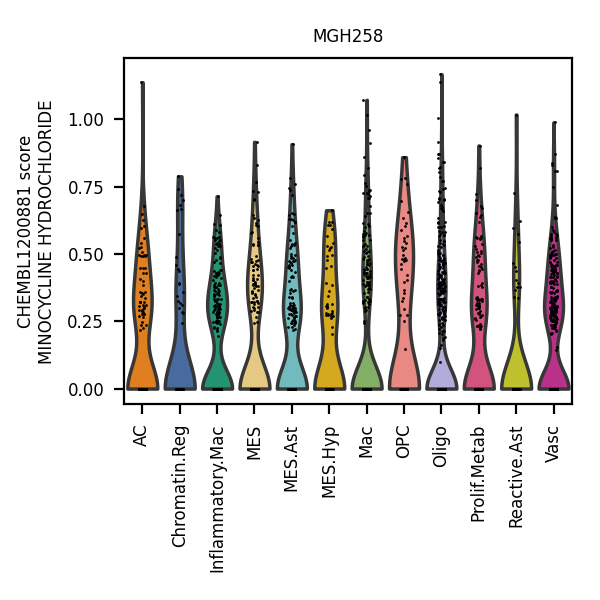 MGH258
CHEMBL1200881 score
MINOCYCLINE HYDROCHLORIDE
1.00
0.75
0.50
0.25
0.00
AC
Chromatin.Reg
Inflammatory.Mac
MES
MES.Ast
MES.Hyp
Mac
OPC
Oligo
Prolif.Metab
Reactive.Ast
Vasc